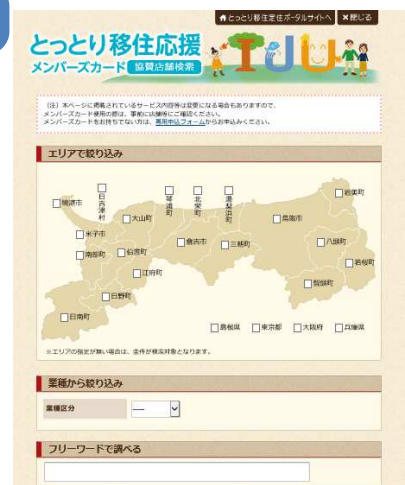 とっとり移住定住ポータルサイトへ
×閉じる
とっとり移住応援
メンバーズカード 協賛店舗検索
IJU
(注) 本ページに掲載されているサービス内容等は変更になる場合もありますので、
メンバーズカード使用の際は、事前に店舗等にご確認ください。
メンバーズカードをお持ちでない方は、専用申込フォームからお申込みください。
エリアで絞り込み
境港市
日吉津村
大山町
琴浦町
北栄町
湯梨浜町
鳥取市
岩美町
米子市
南部町
伯耆町
倉吉市
三朝町
八頭町
若桜町
江府町
智頭町
日野町
日南町
島根県
東京都
大阪府
兵庫県
※エリアの指定が無い場合は、全件が検索対象となります。
業種から絞り込み
業種区分
----
フリーワードで調べる